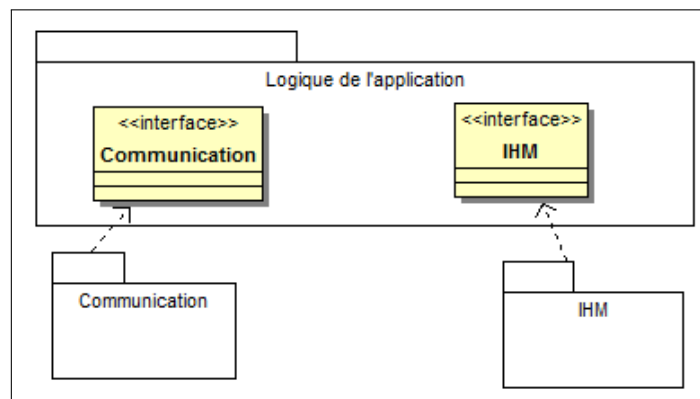 Logique de l'application
<<interface>>
Communication
<<interface>>
IHM
Communication
IHM